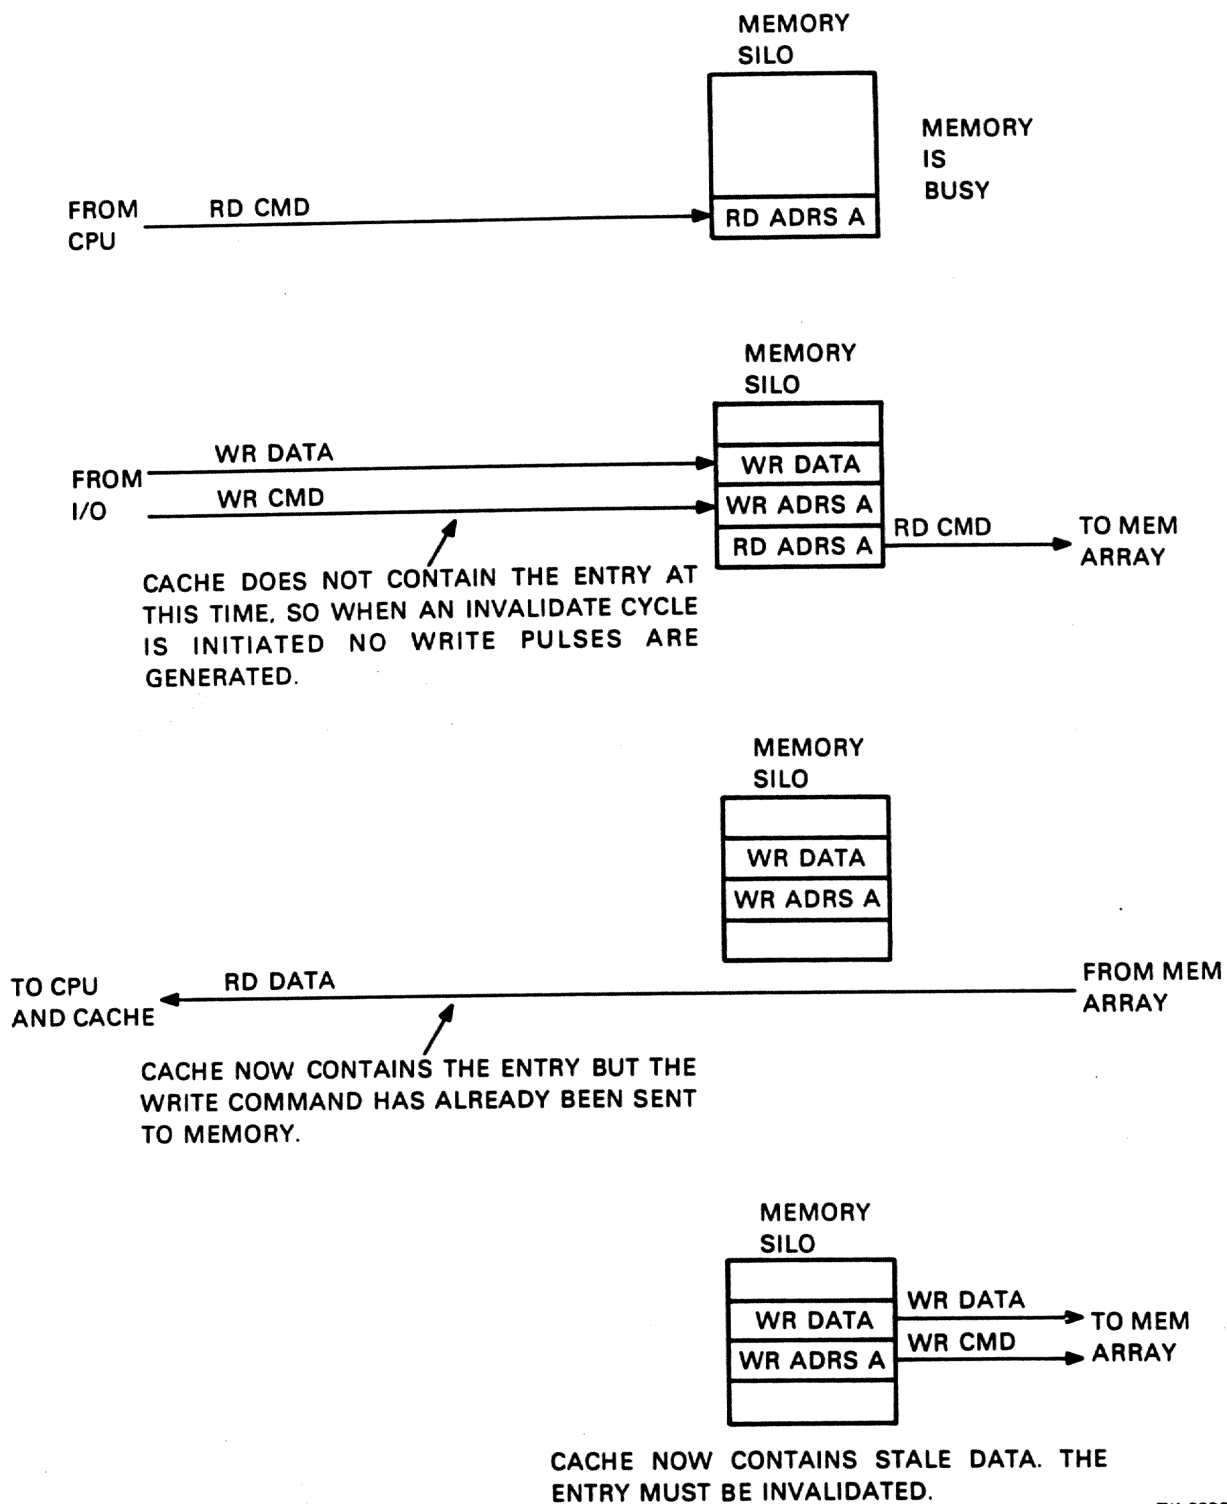 MEMORY
SILO
MEMORY
IS
BUSY
FROM
CPU
RD CMD
RD ADRS A
MEMORY
SILO
FROM
I/O
WR DATA
WR CMD
WR DATA
WR ADRS A
RD ADRS A
RD CMD
TO MEM
ARRAY
CACHE DOES NOT CONTAIN THE ENTRY AT
THIS TIME, SO WHEN AN INVALIDATE CYCLE
IS INITIATED NO WRITE PULSES ARE
GENERATED.
MEMORY
SILO
WR DATA
WR ADRS A
TO CPU
AND CACHE
RD DATA
FROM MEM
ARRAY
CACHE NOW CONTAINS THE ENTRY BUT THE
WRITE COMMAND HAS ALREADY BEEN SENT
TO MEMORY.
MEMORY
SILO
WR DATA
WR ADRS A
WR DATA
WR CMD
TO MEM
ARRAY
CACHE NOW CONTAINS STALE DATA. THE
ENTRY MUST BE INVALIDATED.